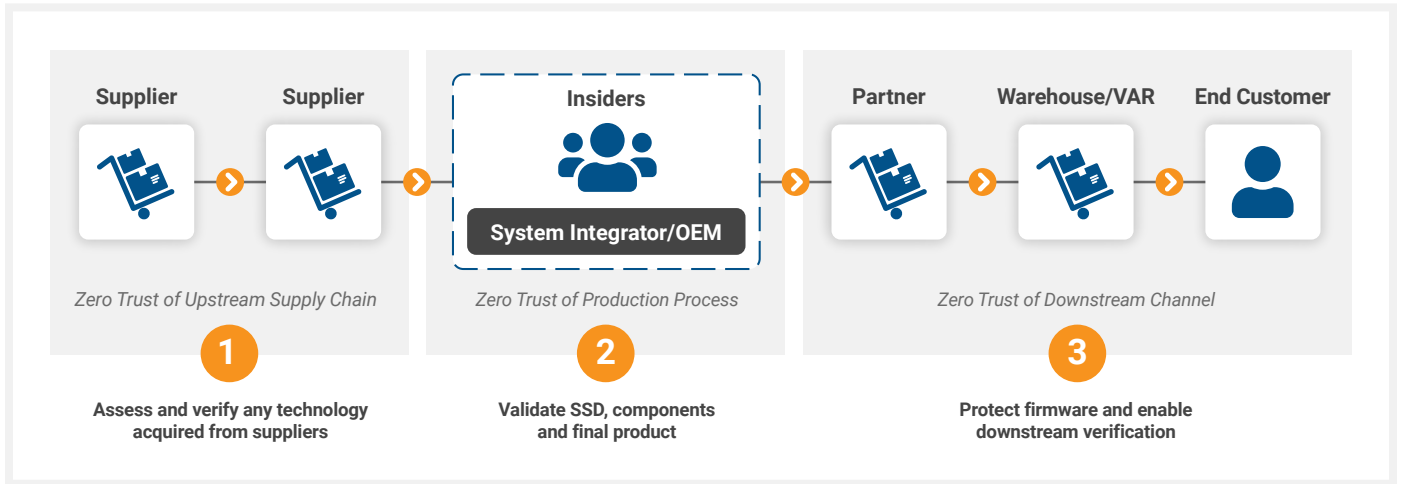 Supplier
Supplier
Insiders
System Integrator/OEM
Partner
Warehouse/VAR
End Customer
Zero Trust of Upstream Supply Chain
Zero Trust of Production Process
Zero Trust of Downstream Channel
1
Assess and verify any technology
acquired from suppliers
2
Validate SSD, components
and final product
3
Protect firmware and enable
downstream verification